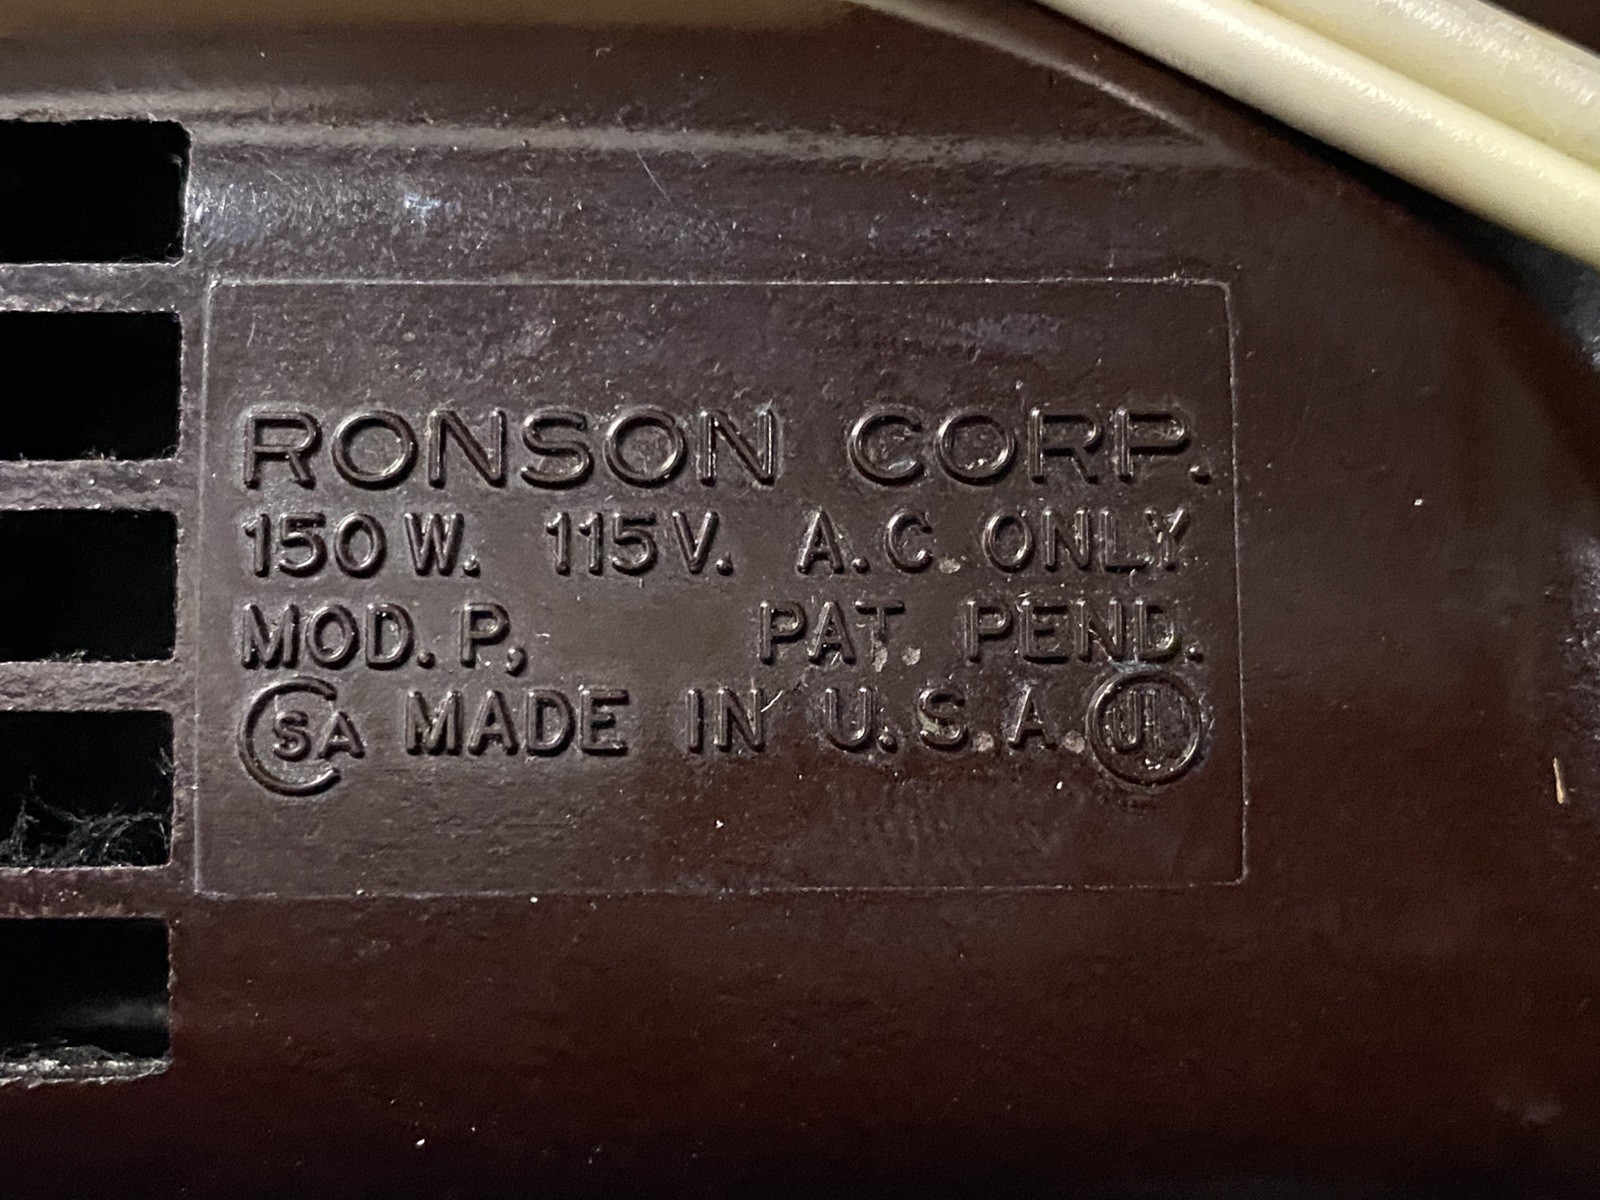 RONSON CORP.
150 W. 115 V. A.C. ONLY
MOD. P, PAT. PEND.
SA MADE IN U.S.A. UL